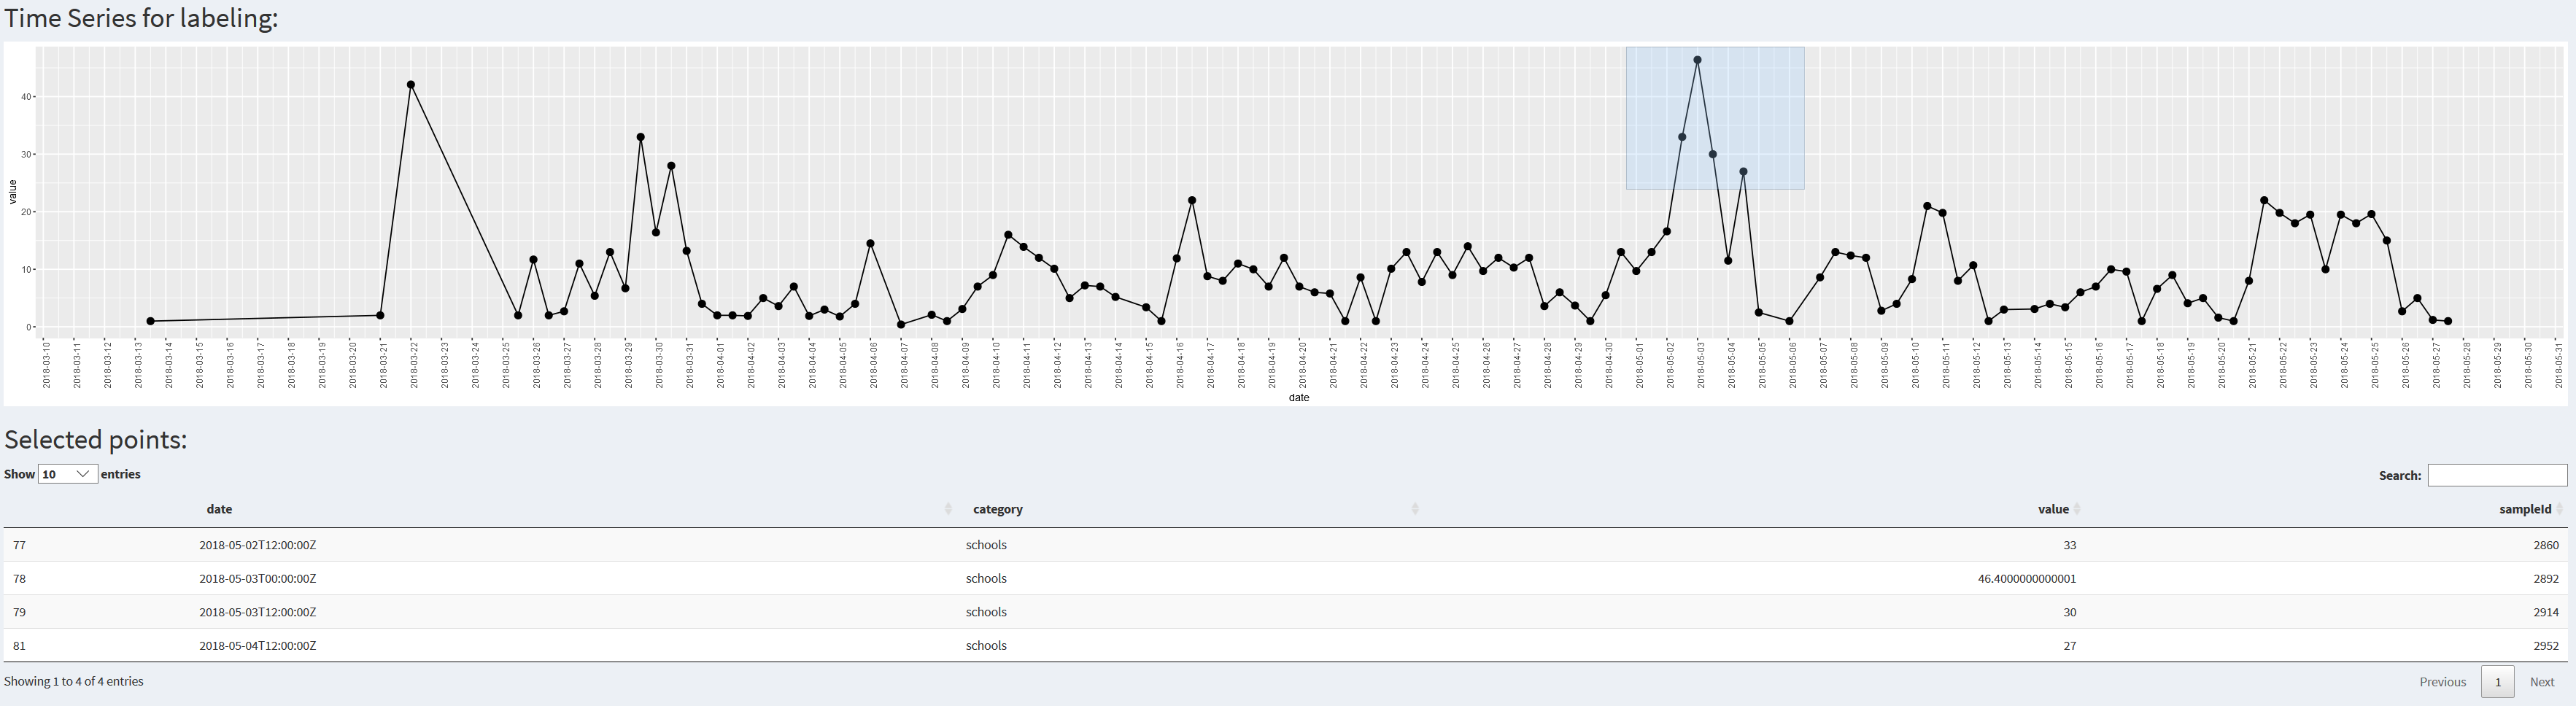 Time Series for labeling:
40
30
20
10
0
value
2018-03-10 2018-03-11 2018-03-12 2018-03-13 2018-03-14 2018-03-15 2018-03-16 2018-03-17 2018-03-18 2018-03-19 2018-03-20 2018-03-21 2018-03-22 2018-03-23 2018-03-24 2018-03-25 2018-03-26 2018-03-27 2018-03-28 2018-03-29 2018-03-30 2018-03-31 2018-04-01 2018-04-02 2018-04-03 2018-04-04 2018-04-05 2018-04-06 2018-04-07 2018-04-08 2018-04-09 2018-04-10 2018-04-11 2018-04-12 2018-04-13 2018-04-14 2018-04-15 2018-04-16 2018-04-17 2018-04-18 2018-04-19 2018-04-20 2018-04-21 2018-04-22 2018-04-23 2018-04-24 2018-04-25 2018-04-26 2018-04-27 2018-04-28 2018-04-29 2018-04-30 2018-05-01 2018-05-02 2018-05-03 2018-05-04 2018-05-05 2018-05-06 2018-05-07 2018-05-08 2018-05-09 2018-05-10 2018-05-11 2018-05-12 2018-05-13 2018-05-14 2018-05-15 2018-05-16 2018-05-17 2018-05-18 2018-05-19 2018-05-20 2018-05-21 2018-05-22 2018-05-23 2018-05-24 2018-05-25 2018-05-26 2018-05-27 2018-05-28 2018-05-29 2018-05-30 2018-05-31
date
Selected points:
Show 10 entries Search:
date category value sampleId
77 2018-05-02T12:00:00Z schools 33 2860
78 2018-05-03T00:00:00Z schools 46.4000000000001 2892
79 2018-05-03T12:00:00Z schools 30 2914
81 2018-05-04T12:00:00Z schools 27 2952
Showing 1 to 4 of 4 entries Previous 1 Next